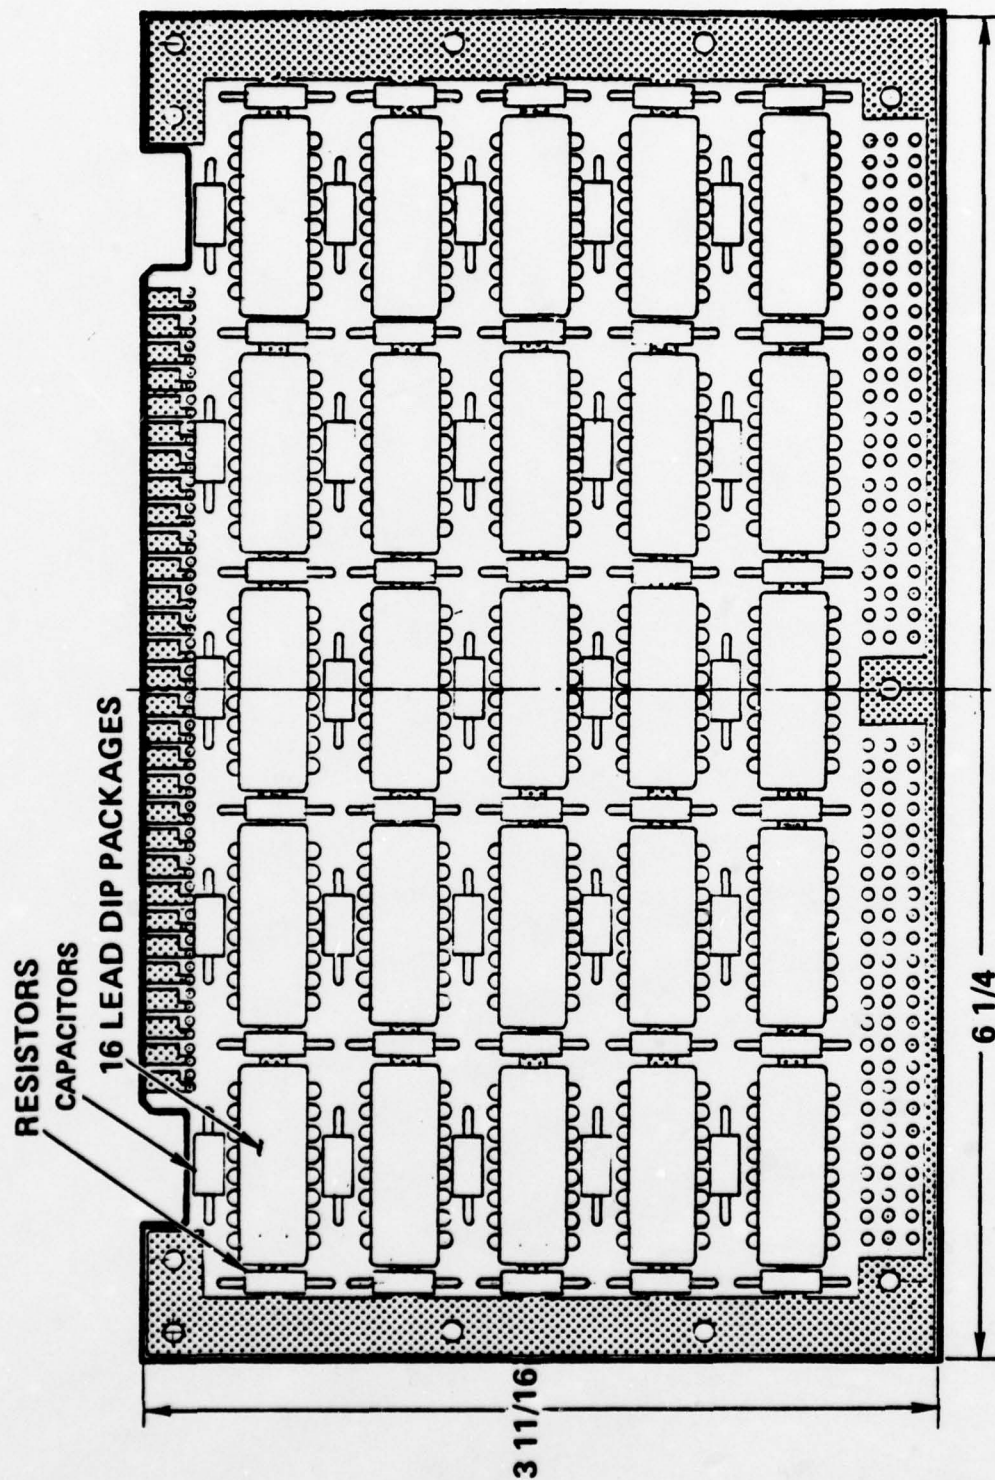 RESISTORS
CAPACITORS
16 LEAD DIP PACKAGES
3 11/16
6 1/4